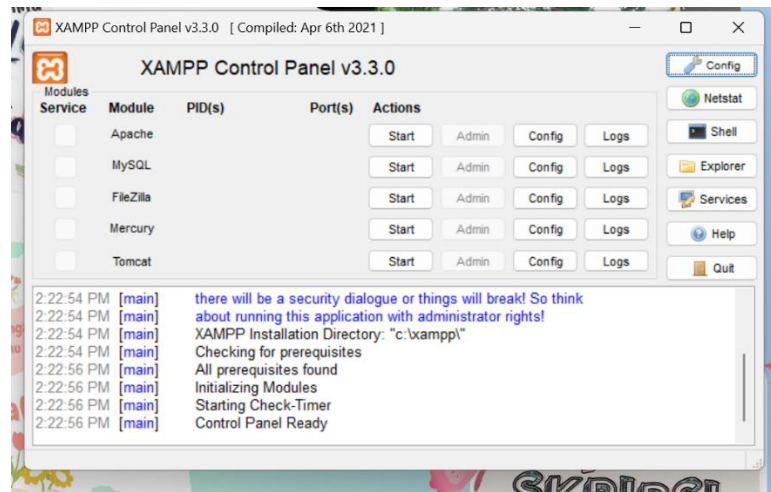 XAMPP Control Panel v3.3.0 [ Compiled: Apr 6th 2021 ]
XAMPP Control Panel v3.3.0
Config
Modules
Service Module PID(s) Port(s) Actions
Netstat
Apache Start Admin Config Logs
Shell
MySQL Start Admin Config Logs
Explorer
FileZilla Start Admin Config Logs
Services
Mercury Start Admin Config Logs
Help
Tomcat Start Admin Config Logs
Quit
2:22:54 PM [main] there will be a security dialogue or things will break! So think
2:22:54 PM [main] about running this application with administrator rights!
2:22:54 PM [main] XAMPP Installation Directory: "c:\xampp\"
2:22:54 PM [main] Checking for prerequisites
2:22:56 PM [main] All prerequisites found
2:22:56 PM [main] Initializing Modules
2:22:56 PM [main] Starting Check-Timer
2:22:56 PM [main] Control Panel Ready